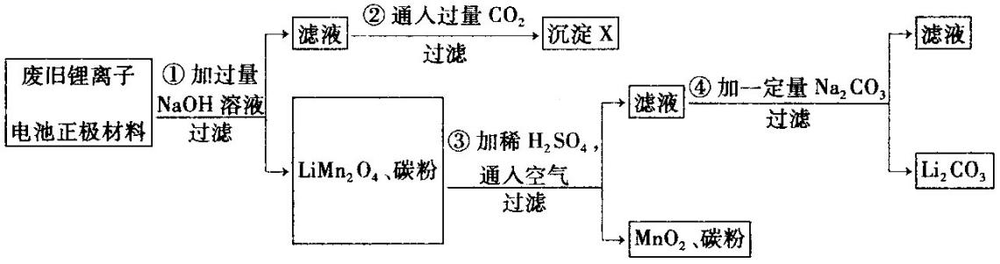 废旧锂离子
电池正极材料
① 加过量
NaOH 溶液
过滤
滤液
② 通入过量 CO₂
过滤
沉淀 X
LiMn₂O₄、碳粉
③ 加稀 H₂SO₄,
通入空气
过滤
滤液
④ 加一定量 Na₂CO₃
过滤
滤液
Li₂CO₃
MnO₂、碳粉